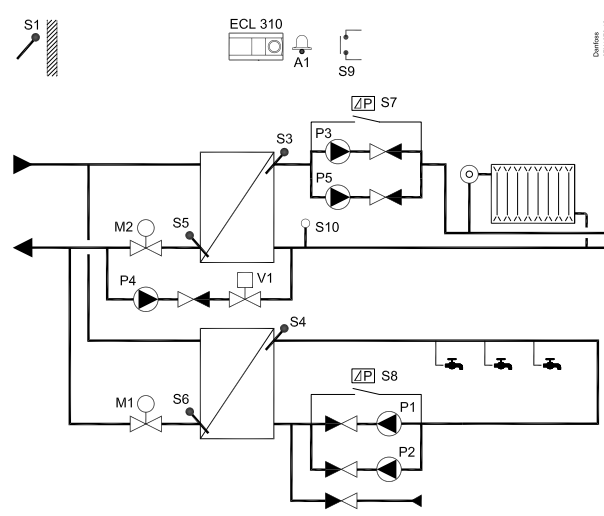 S1
ECL 310
A1
S9
Danfoss
P S7
S3
P3
P5
M2
S5
S10
P4
V1
S4
P S8
M1
S6
P1
P2